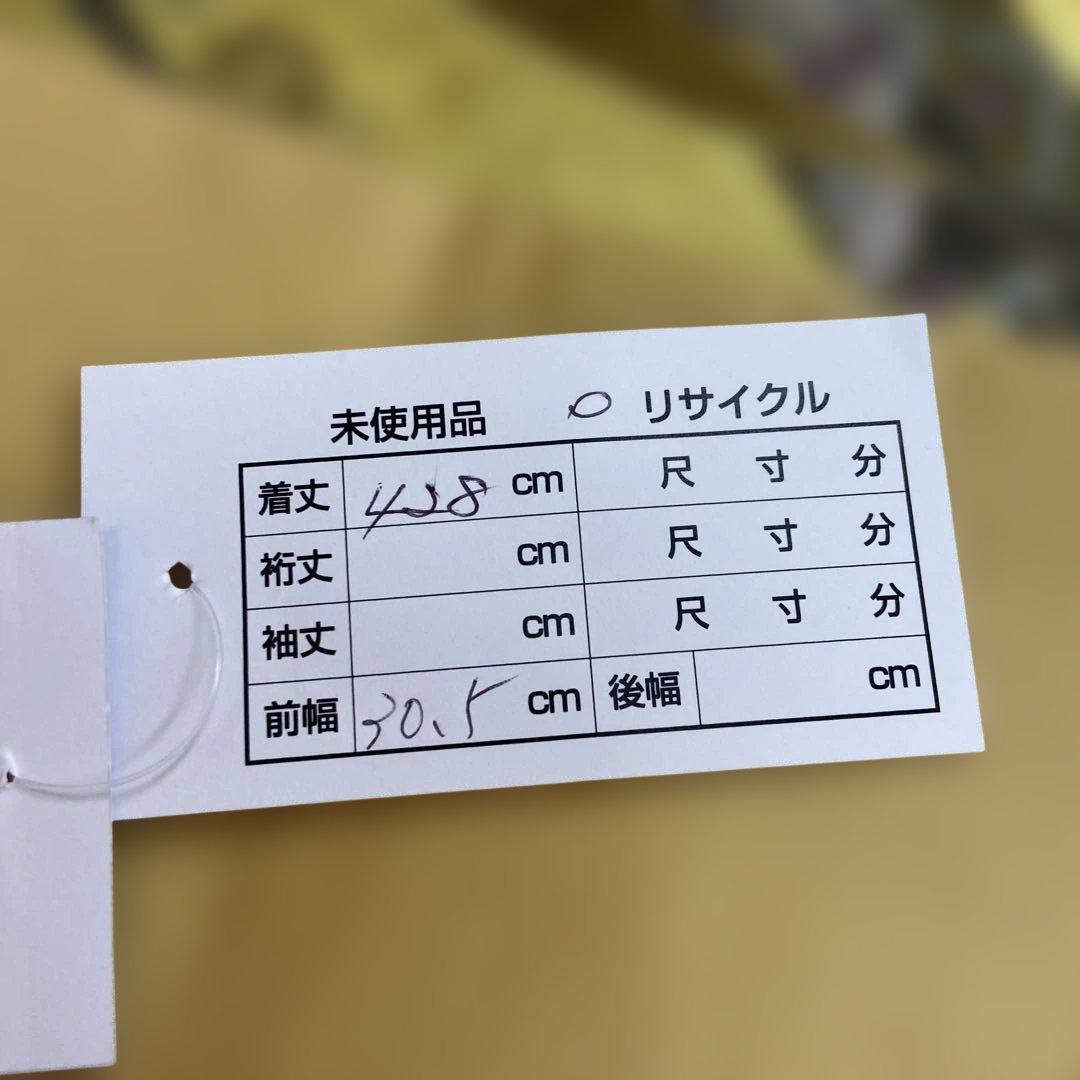 未使用品 ○ リサイクル
着丈 428 cm 尺 寸 分
裄丈 cm 尺 寸 分
袖丈 cm 尺 寸 分
前幅 30.5 cm 後幅 cm